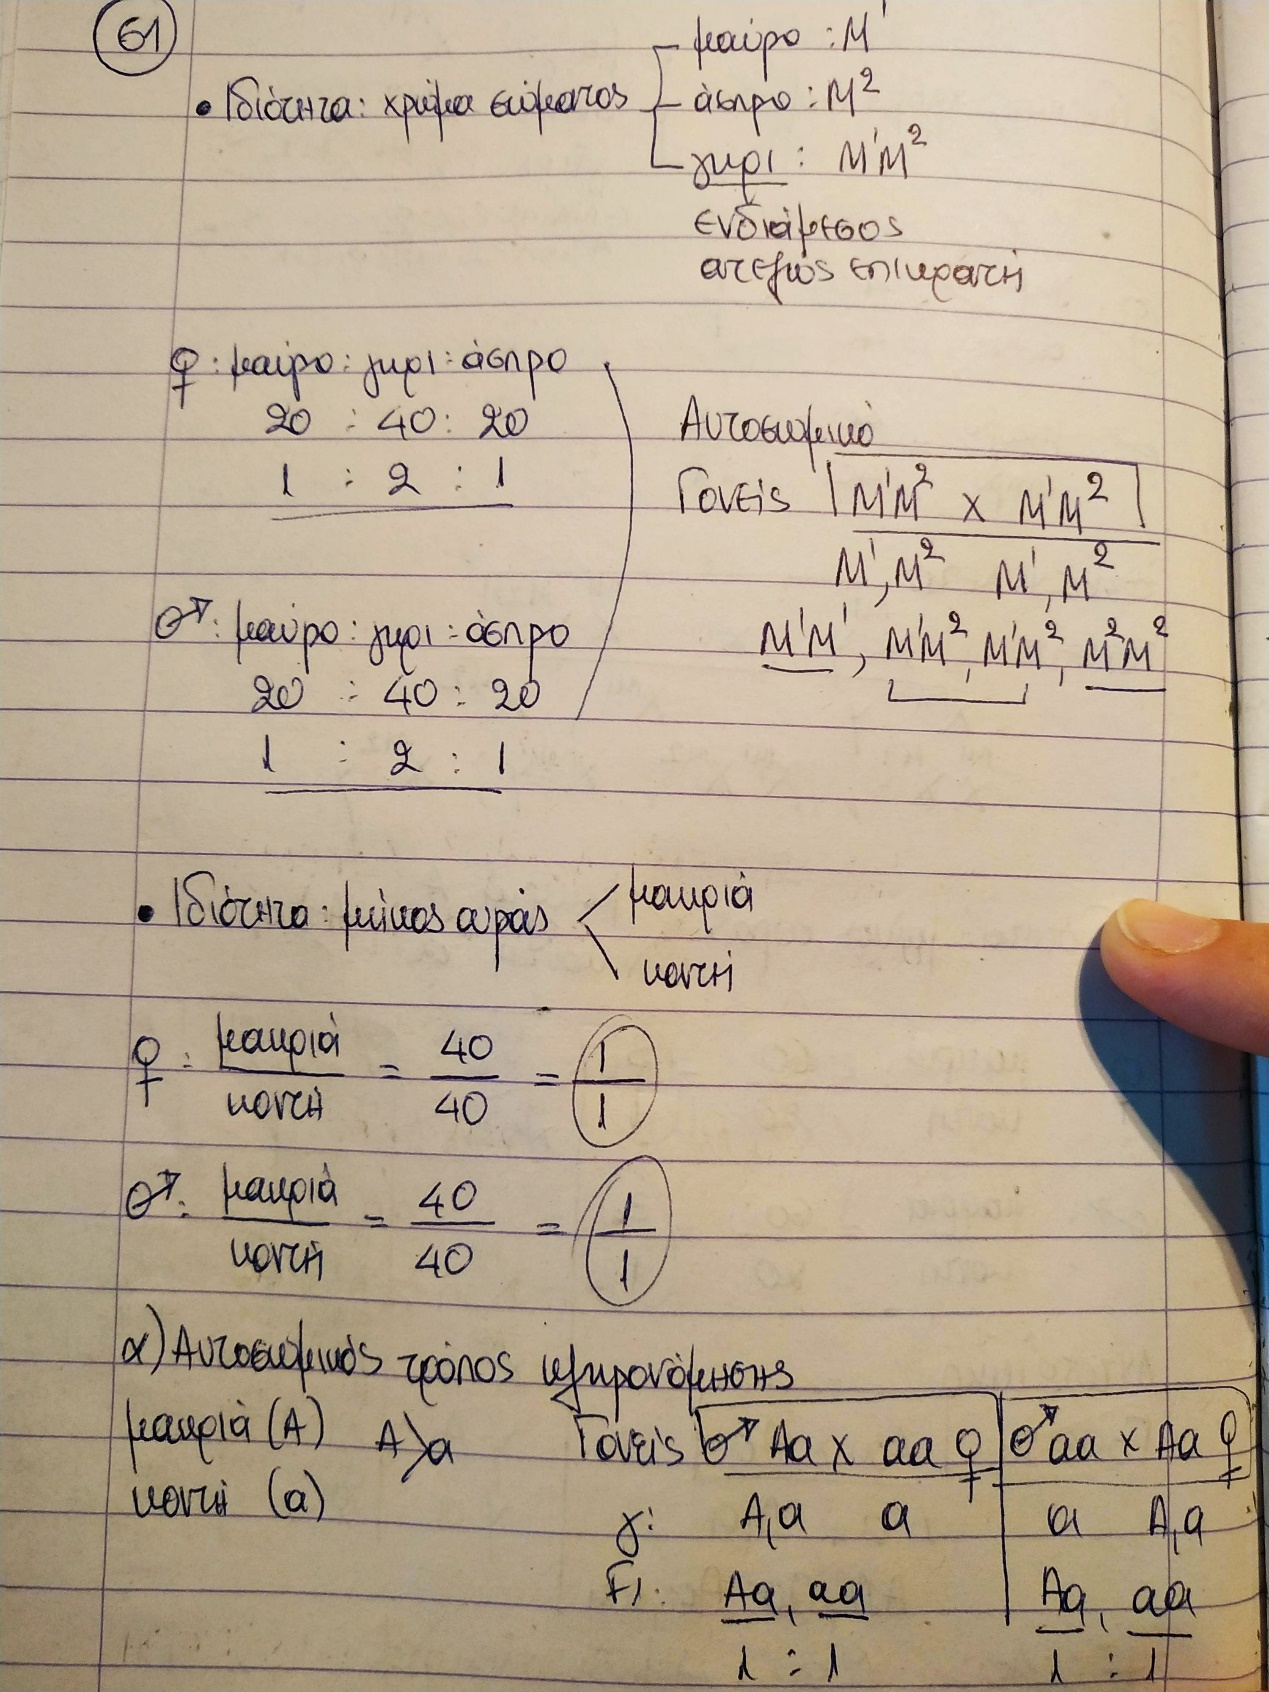 61
μαύρο : Μ¹
• Ιδιότητα: χρώμα σώματος
άσπρο : Μ²
γκρι : Μ¹Μ²
ενδιάμεσος
ατελώς επικρατή
♀ : μαύρο : γκρι : άσπρο
20 : 40 : 20
1 : 2 : 1
Αυτοσωμικό
Γονείς Μ¹Μ² x Μ¹Μ²
Μ¹, Μ² Μ¹, Μ²
Μ¹Μ¹, Μ¹Μ², Μ¹Μ², Μ²Μ²
♂ : μαύρο : γκρι : άσπρο
20 : 40 : 20
1 : 2 : 1
• Ιδιότητα: μήκος ουράς
μακριά
κοντή
♀ : μακριά/κοντή = 40/40 = 1/1
♂ : μακριά/κοντή = 40/40 = 1/1
α) Αυτοσωμικός τρόπος κληρονόμησης
μακριά (Α) Α>α
κοντή (α)
Γονείς ♂ Αα x αα ♀ ♂ αα x Αα ♀
γ: Α,α α α Α,α
F1: Αα, αα Αα, αα
1 : 1 1 : 1